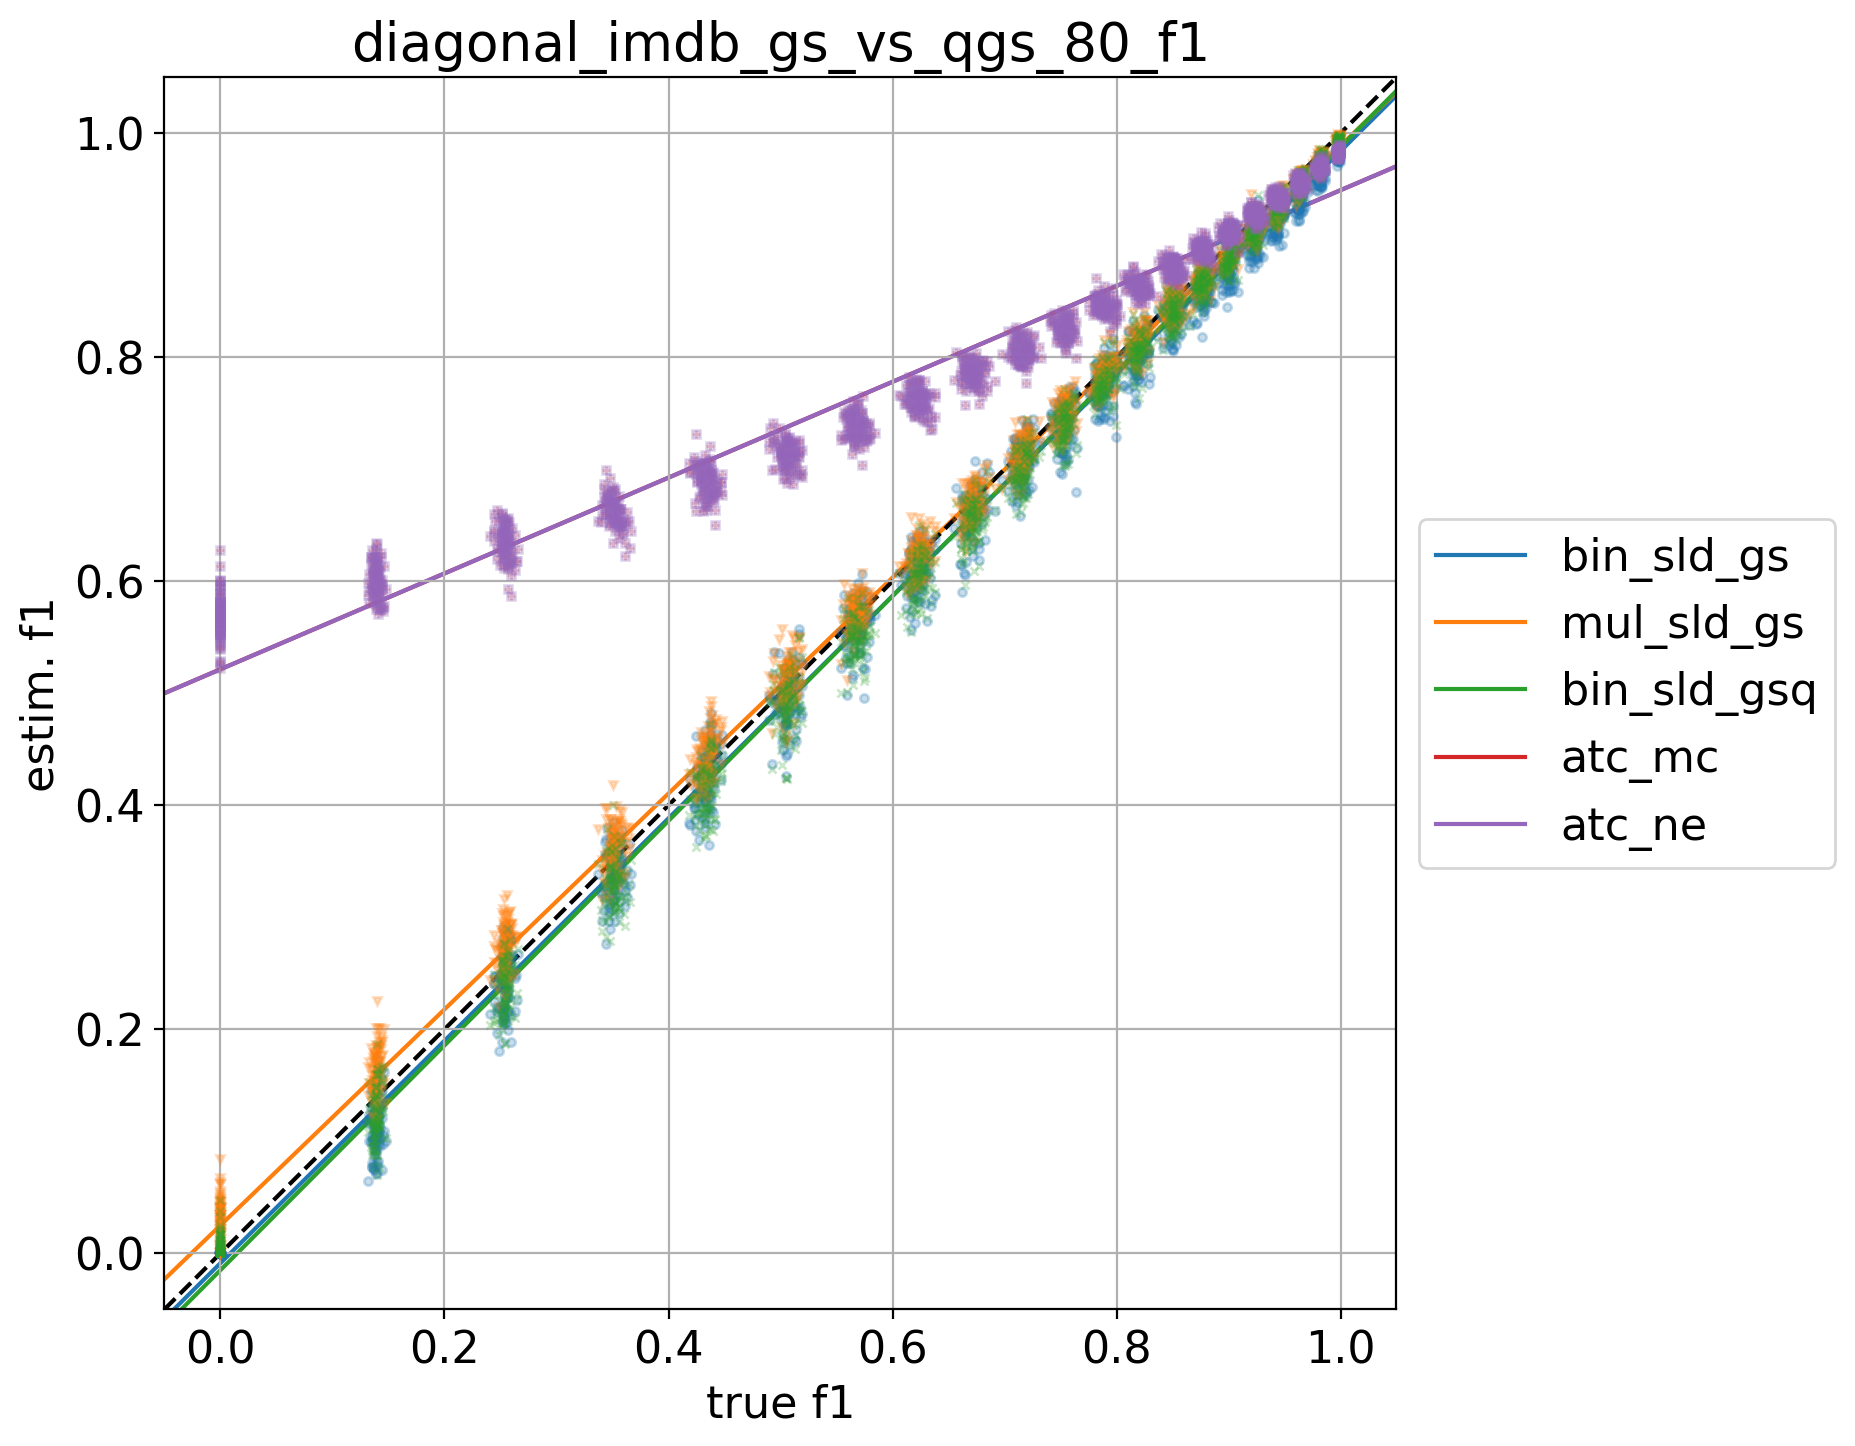 diagonal_imdb_gs_vs_qgs_80_f1
estim. f1
1.0
0.8
0.6
0.4
0.2
0.0
0.0 0.2 0.4 0.6 0.8 1.0
true f1
bin_sld_gs
mul_sld_gs
bin_sld_gsq
atc_mc
atc_ne